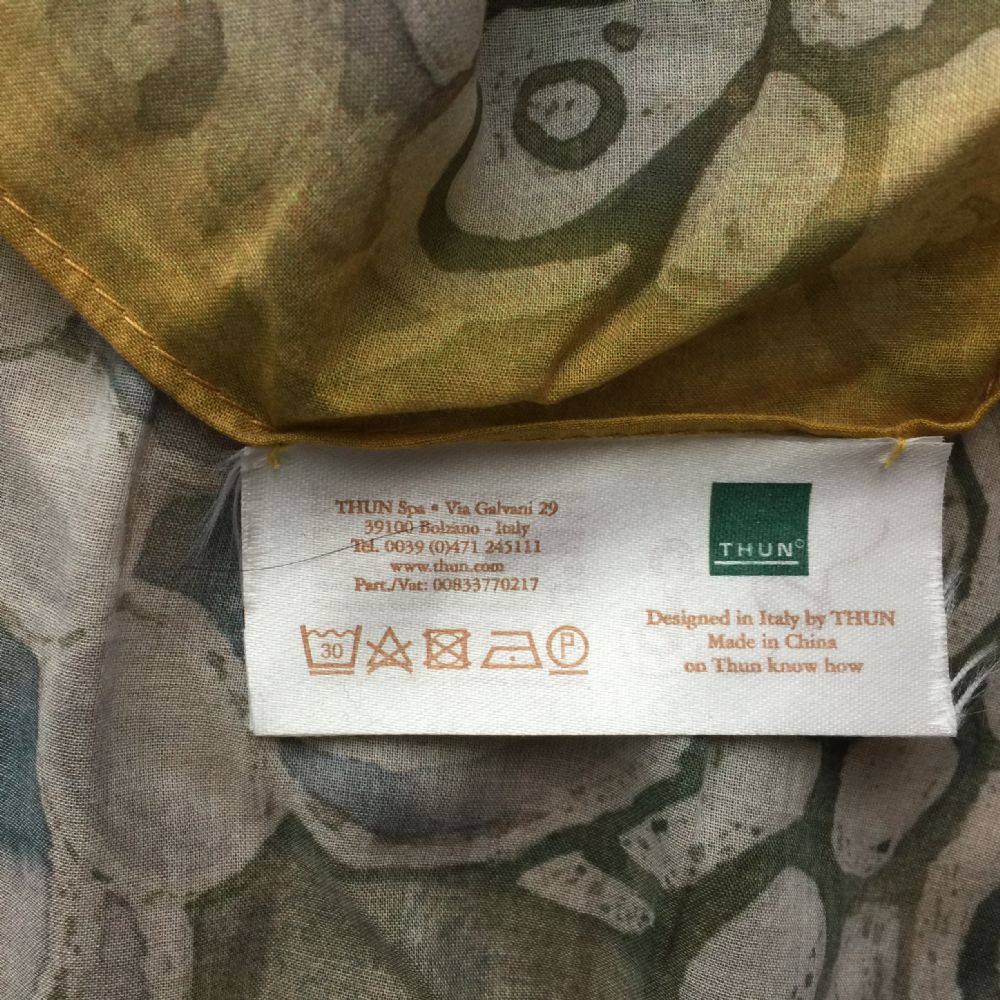 THUN Spa • Via Galvani 29
39100 Bolzano - Italy
Tel. 0039 (0)471 245111
www.thun.com
Part./Vat: 00833770217
30
P
THUN
Designed in Italy by THUN
Made in China
on Thun know how